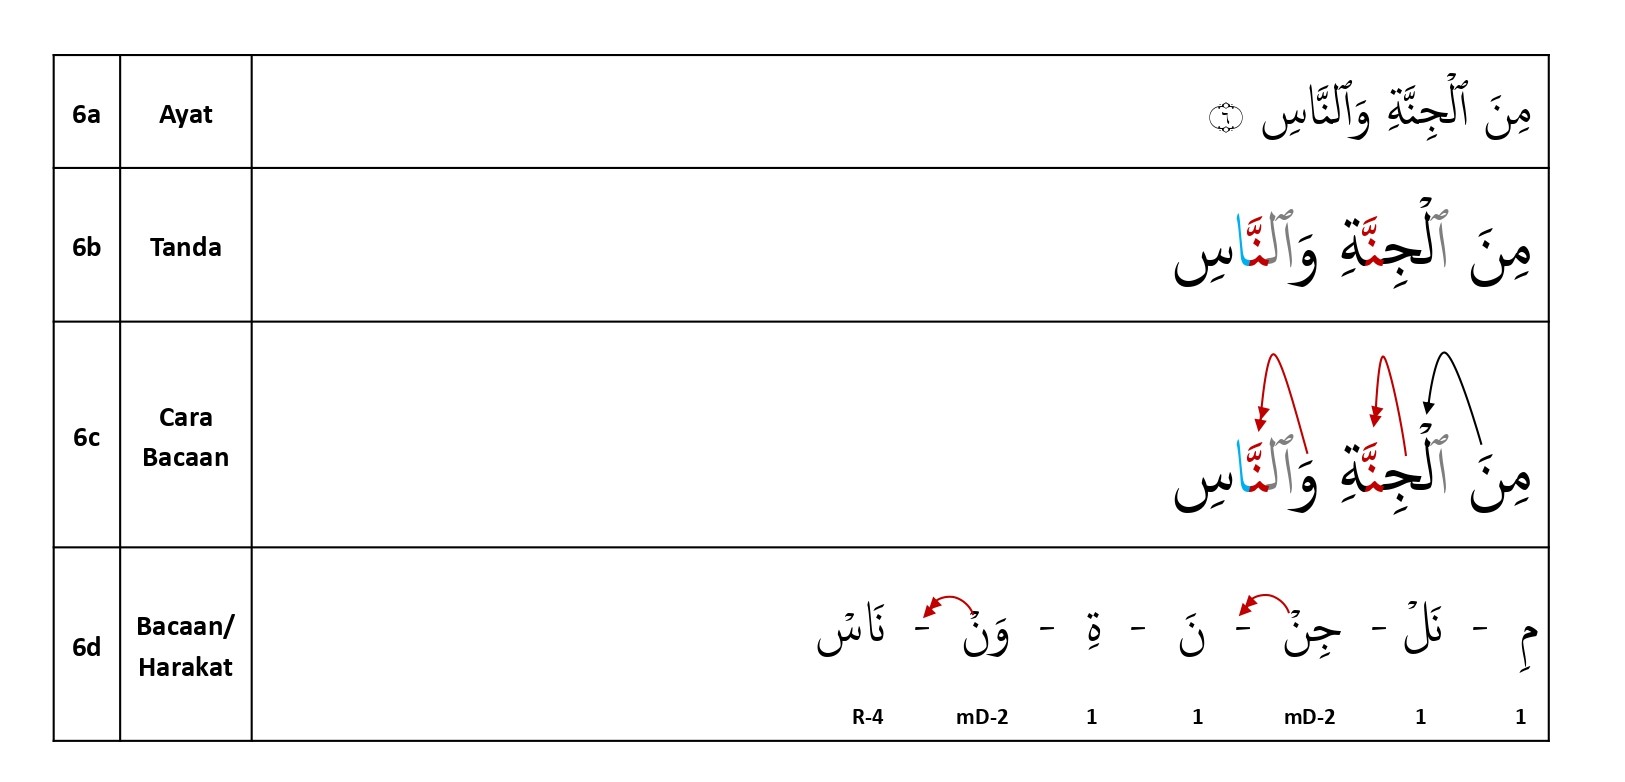 6a Ayat مِنَ ٱلْجِنَّةِ وَٱلنَّاسِ ٦
6b Tanda مِنَ ٱلْجِنَّةِ وَٱلنَّاسِ
6c Cara Bacaan مِنَ ٱلْجِنَّةِ وَٱلنَّاسِ
6d Bacaan/ Harakat مِ - نَلْ - جِنْ - نَ - ةِ - وَنْ - نَاسْ
R-4 mD-2 1 1 mD-2 1 1